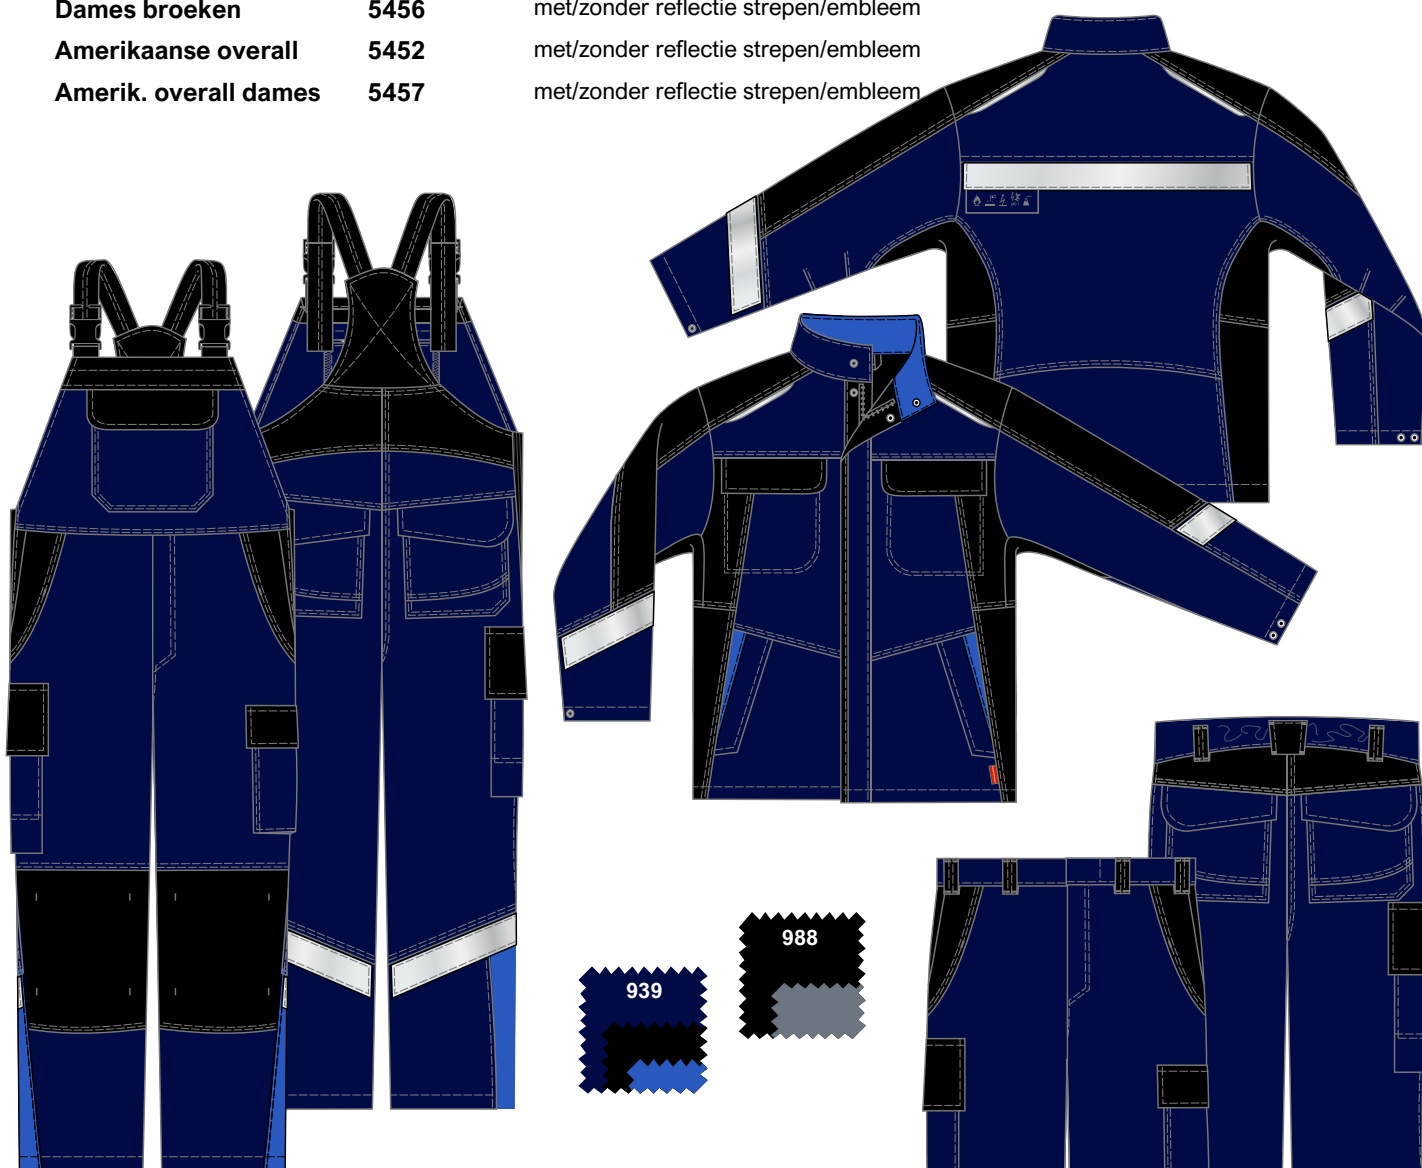 Dames broeken 5456 met/zonder reflectie strepen/embleem
Amerikaanse overall 5452 met/zonder reflectie strepen/embleem
Amerik. overall dames 5457 met/zonder reflectie strepen/embleem
988
939